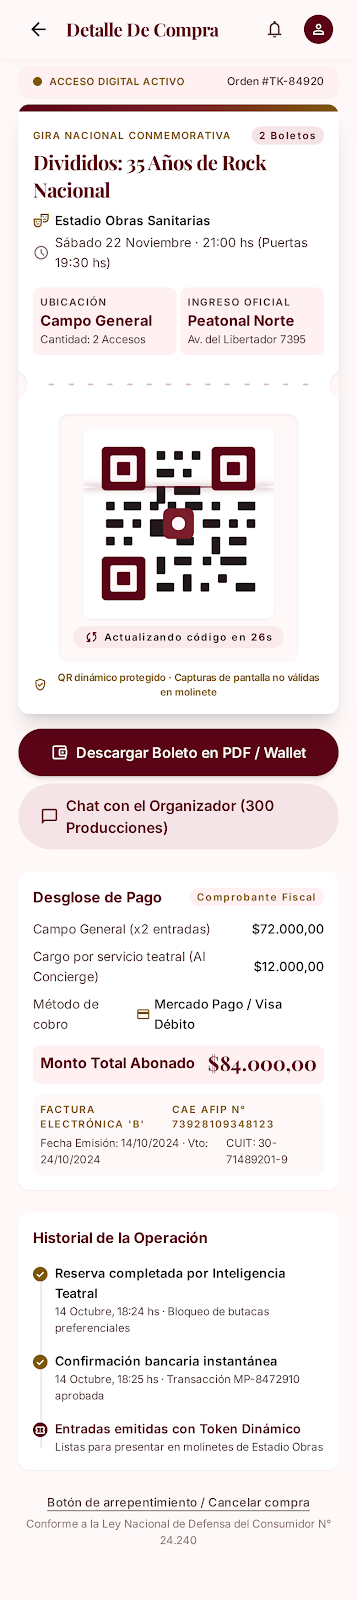 Detalle De Compra
ACCESO DIGITAL ACTIVO
Orden #TK-84920
GIRA NACIONAL CONMEMORATIVA
2 Boletos
Divididos: 35 Años de Rock
Nacional
Estadio Obras Sanitarias
Sábado 22 Noviembre · 21:00 hs (Puertas
19:30 hs)
UBICACIÓN
Campo General
Cantidad: 2 Accesos
INGRESO OFICIAL
Peatonal Norte
Av. del Libertador 7395
Actualizando código en 26s
QR dinámico protegido · Capturas de pantalla no válidas
en molinete
Descargar Boleto en PDF / Wallet
Chat con el Organizador (300
Producciones)
Desglose de Pago
Comprobante Fiscal
Campo General (x2 entradas)
$72.000,00
Cargo por servicio teatral (AI
Concierge)
$12.000,00
Método de
cobro
Mercado Pago / Visa
Débito
Monto Total Abonado
$84.000,00
FACTURA
ELECTRÓNICA 'B'
CAE AFIP N°
73928109348123
Fecha Emisión: 14/10/2024 · Vto:
24/10/2024
CUIT: 30-
71489201-9
Historial de la Operación
Reserva completada por Inteligencia
Teatral
14 Octubre, 18:24 hs · Bloqueo de butacas
preferenciales
Confirmación bancaria instantánea
14 Octubre, 18:25 hs · Transacción MP-8472910
aprobada
Entradas emitidas con Token Dinámico
Listas para presentar en molinetes de Estadio Obras
Botón de arrepentimiento / Cancelar compra
Conforme a la Ley Nacional de Defensa del Consumidor N°
24.240